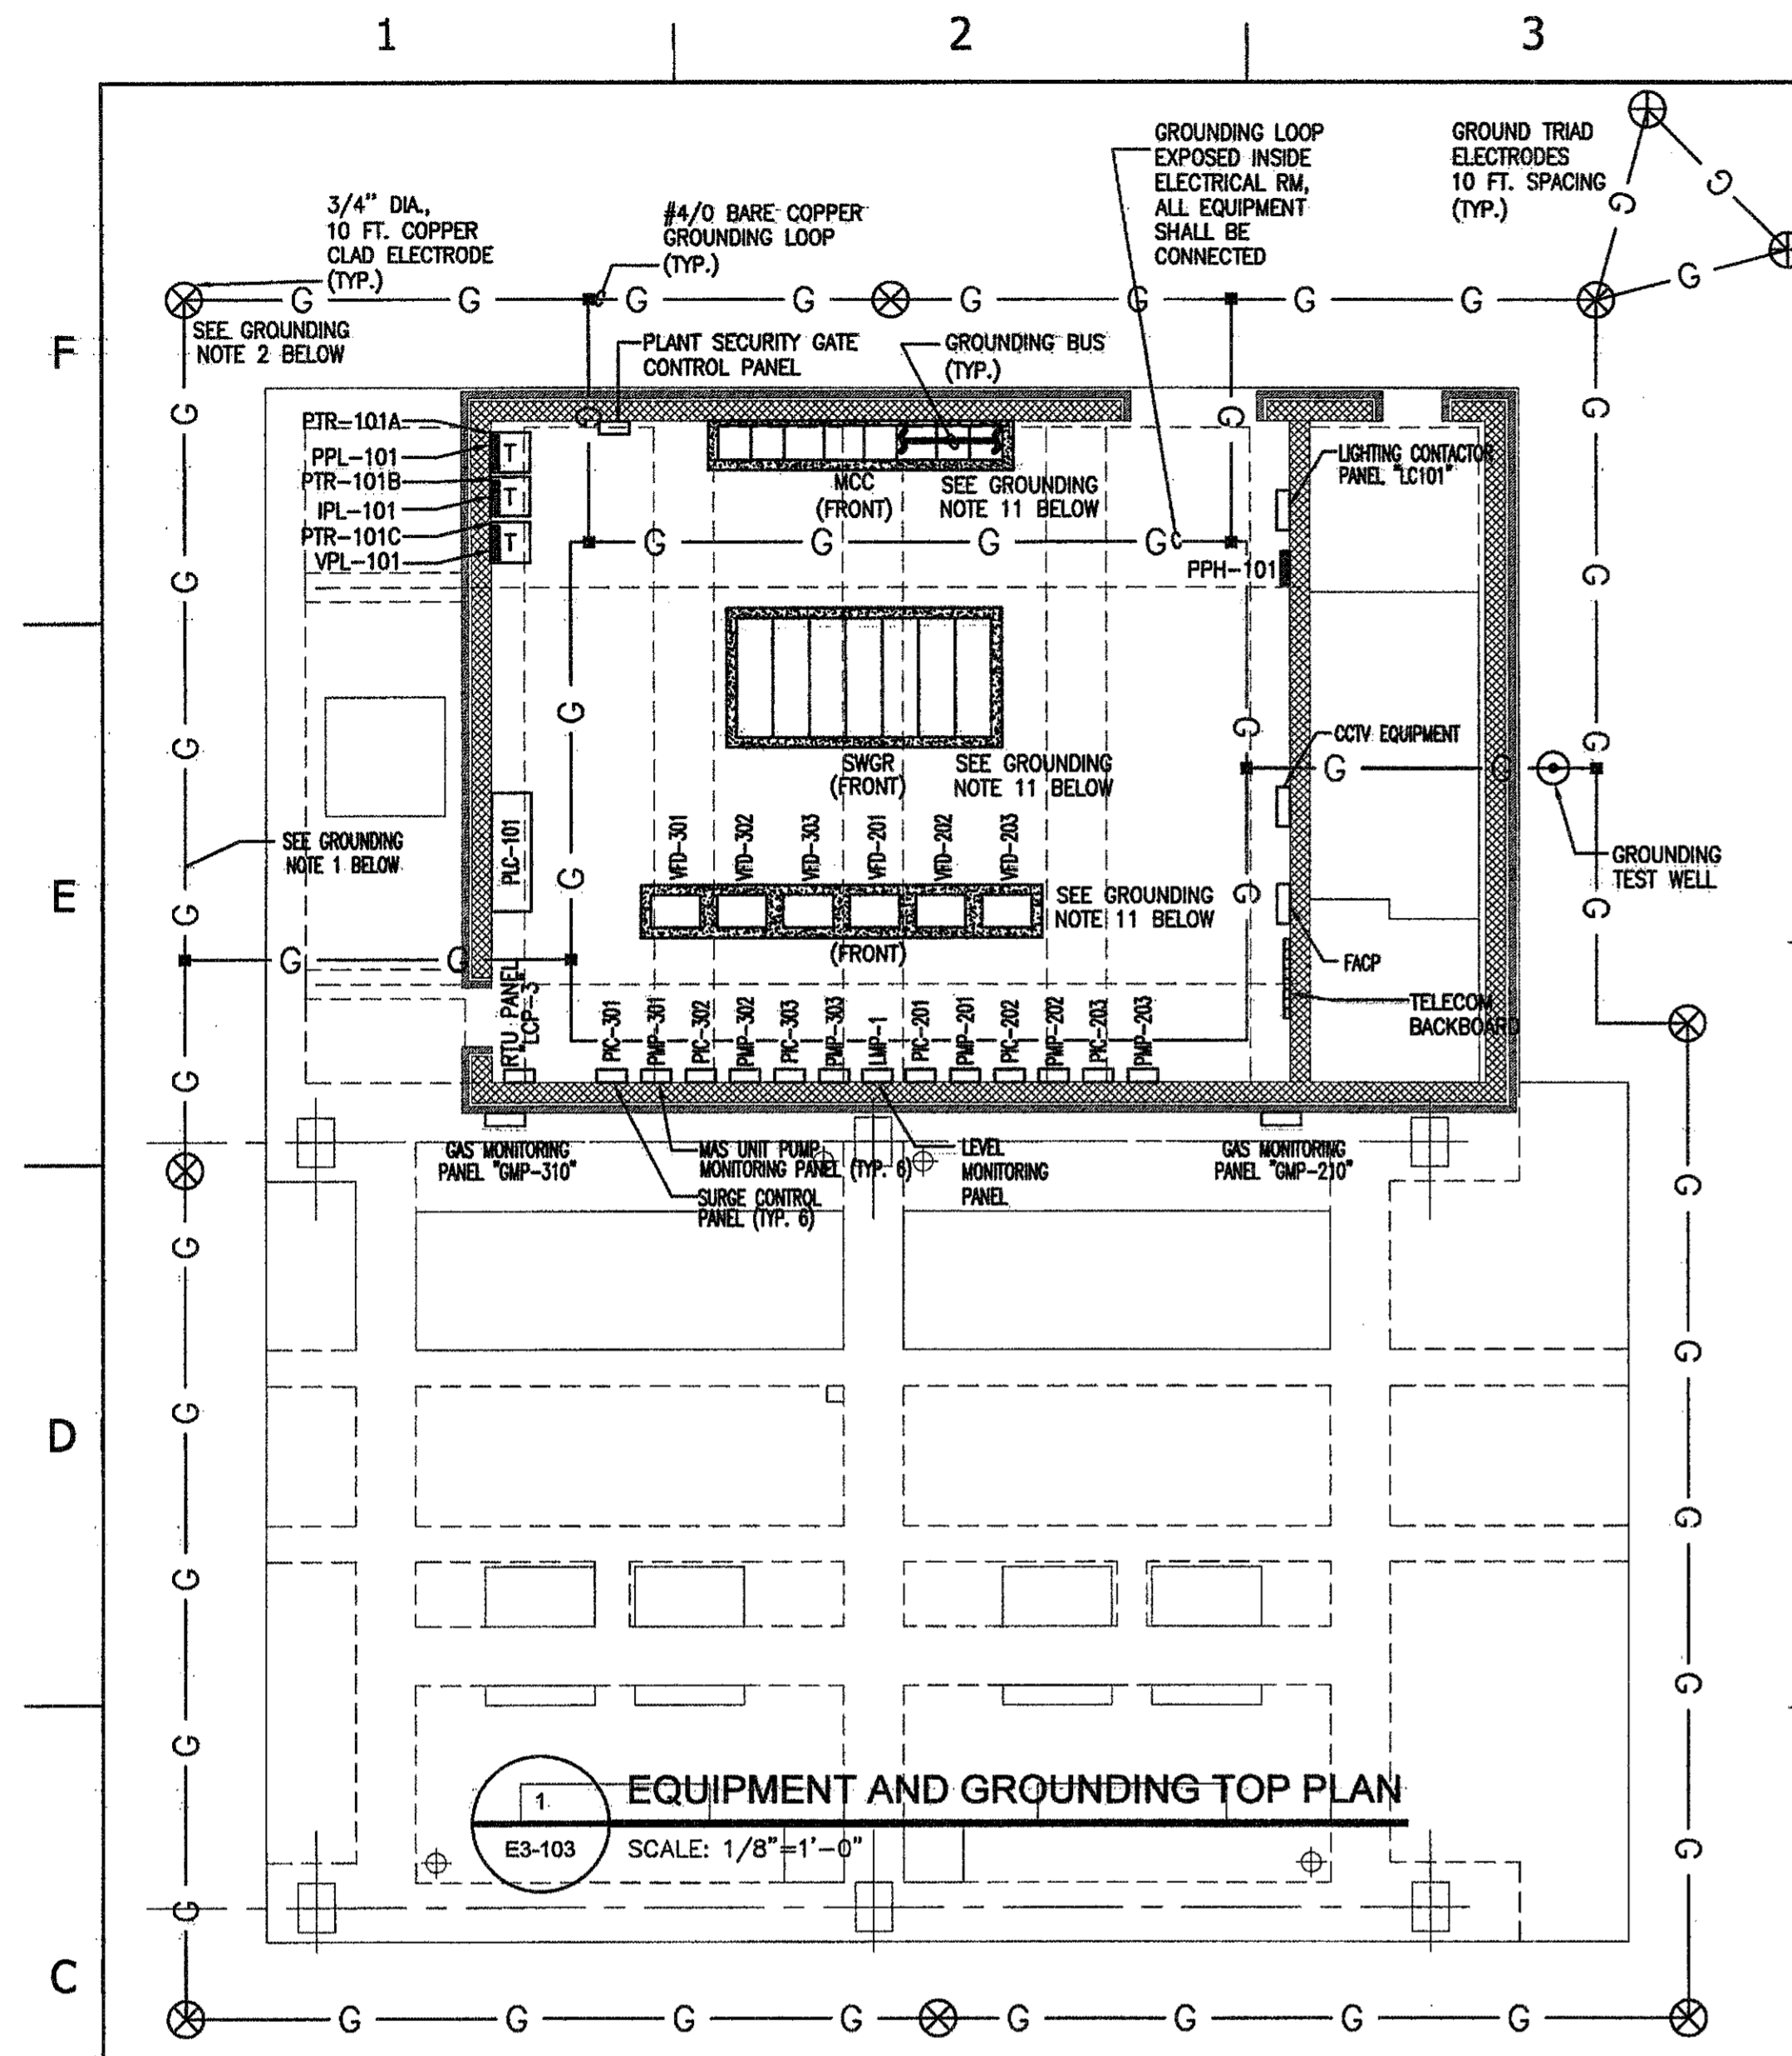 1
2
3
GROUNDING LOOP
EXPOSED INSIDE
ELECTRICAL RM,
ALL EQUIPMENT
SHALL BE
CONNECTED
GROUND TRIAD
ELECTRODES
10 FT. SPACING
(TYP.)
G
G
G
3/4" DIA.,
10 FT. COPPER
CLAD ELECTRODE
(TYP.)
#4/0 BARE COPPER
GROUNDING LOOP
(TYP.)
G G G G G G G G
SEE GROUNDING
NOTE 2 BELOW
F
PLANT SECURITY GATE
CONTROL PANEL
GROUNDING BUS
(TYP.)
G G G G
PTR-101A
PPL-101
PTR-101B
IPL-101
PTR-101C
VPL-101
T
T
T
MCC
(FRONT)
SEE GROUNDING
NOTE 11 BELOW
LIGHTING CONTACTOR
PANEL "LC101"
G G G G
PPH-101
G G
SWGR
(FRONT)
SEE GROUNDING
NOTE 11 BELOW
G G G
CCTV EQUIPMENT
G G G G
SEE GROUNDING
NOTE 1 BELOW
PLC-101
VFD-301
VFD-302
VFD-303
VFD-201
VFD-202
VFD-203
SEE GROUNDING
NOTE 11 BELOW
(FRONT)
GROUNDING
TEST WELL
E
G G G G
G G
FACP
TELECOM
BACKBOARD
RTU PANEL
"LCP-3"
PIC-301
PMP-301
PIC-302
PMP-302
PIC-303
PMP-303
LMP-1
PIC-201
PMP-201
PIC-202
PMP-202
PIC-203
PMP-203
G
GAS MONITORING
PANEL "GMP-310"
MAS UNIT PUMP
MONITORING PANEL (TYP. 6)
SURGE CONTROL
PANEL (TYP. 6)
LEVEL
MONITORING
PANEL
GAS MONITORING
PANEL "GMP-210"
G
G
G
D
G
G
G
G
G
G
1
EQUIPMENT AND GROUNDING TOP PLAN
E3-103
SCALE: 1/8"=1'-0"
G
G
C
G G G G G G G G